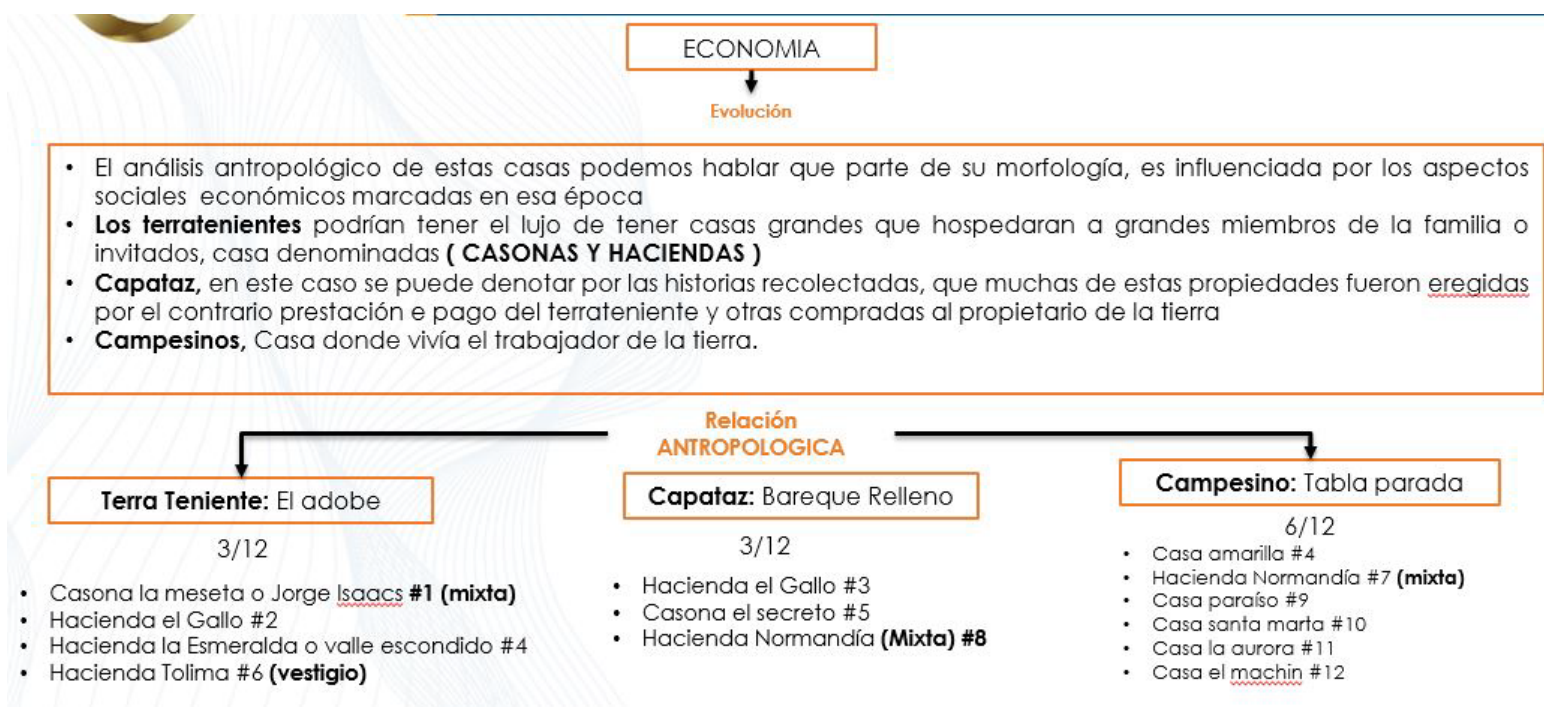 ECONOMIA
Evolución
• El análisis antropológico de estas casas podemos hablar que parte de su morfología, es influenciada por los aspectos
sociales económicos marcadas en esa época
• Los terratenientes podrían tener el lujo de tener casas grandes que hospedaran a grandes miembros de la familia o
invitados, casa denominadas ( CASONAS Y HACIENDAS )
• Capataz, en este caso se puede denotar por las historias recolectadas, que muchas de estas propiedades fueron eregidas
por el contrario prestación e pago del terrateniente y otras compradas al propietario de la tierra
• Campesinos, Casa donde vivía el trabajador de la tierra.
Relación
ANTROPOLOGICA
Terra Teniente: El adobe
3/12
• Casona la meseta o Jorge Isaacs #1 (mixta)
• Hacienda el Gallo #2
• Hacienda la Esmeralda o valle escondido #4
• Hacienda Tolima #6 (vestigio)
Capataz: Bareque Relleno
3/12
• Hacienda el Gallo #3
• Casona el secreto #5
• Hacienda Normandía (Mixta) #8
Campesino: Tabla parada
6/12
• Casa amarilla #4
• Hacienda Normandía #7 (mixta)
• Casa paraíso #9
• Casa santa marta #10
• Casa la aurora #11
• Casa el machin #12